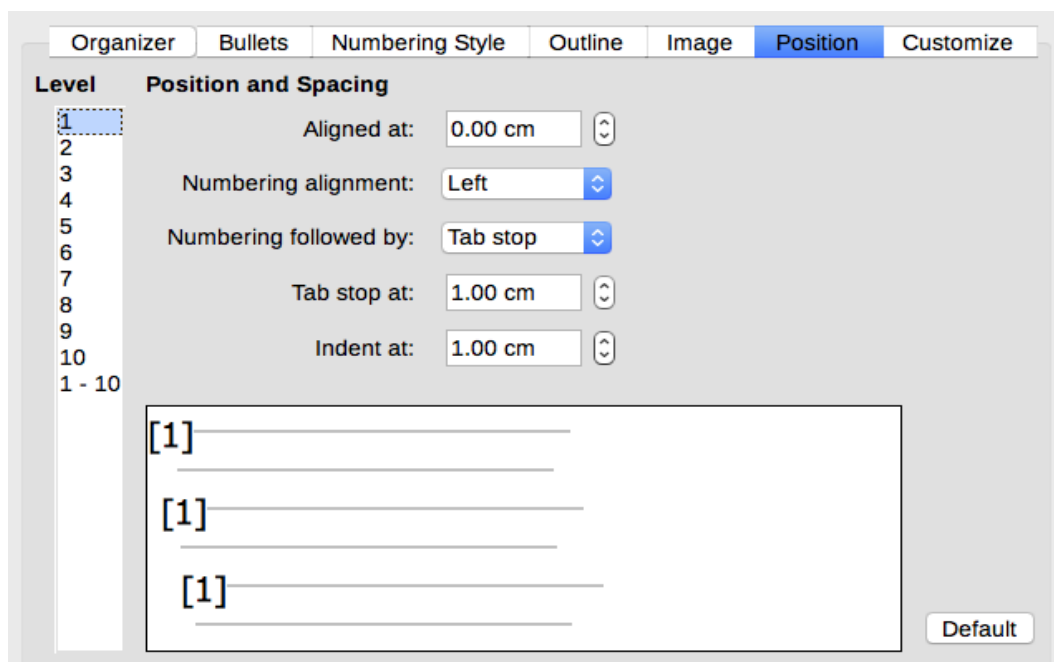 Organizer Bullets Numbering Style Outline Image Position Customize
Level Position and Spacing
1
2
3
4
5
6
7
8
9
10
1 - 10
Aligned at: 0.00 cm
Numbering alignment: Left
Numbering followed by: Tab stop
Tab stop at: 1.00 cm
Indent at: 1.00 cm
[1]
[1]
[1]
Default